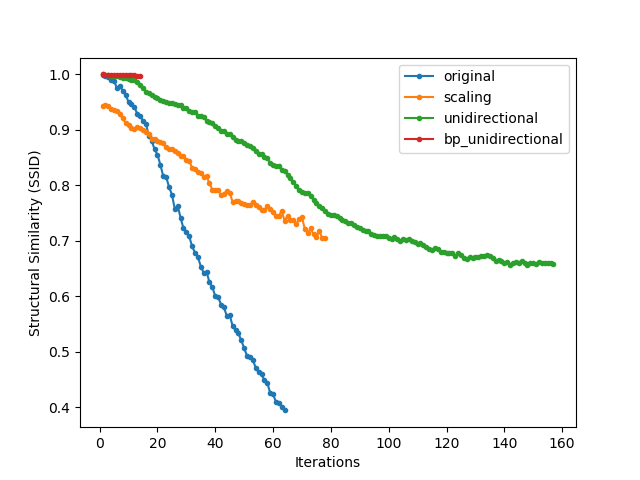 original
scaling
unidirectional
bp_unidirectional
1.0
0.9
0.8
0.7
0.6
0.5
0.4
Structural Similarity (SSID)
0 20 40 60 80 100 120 140 160
Iterations